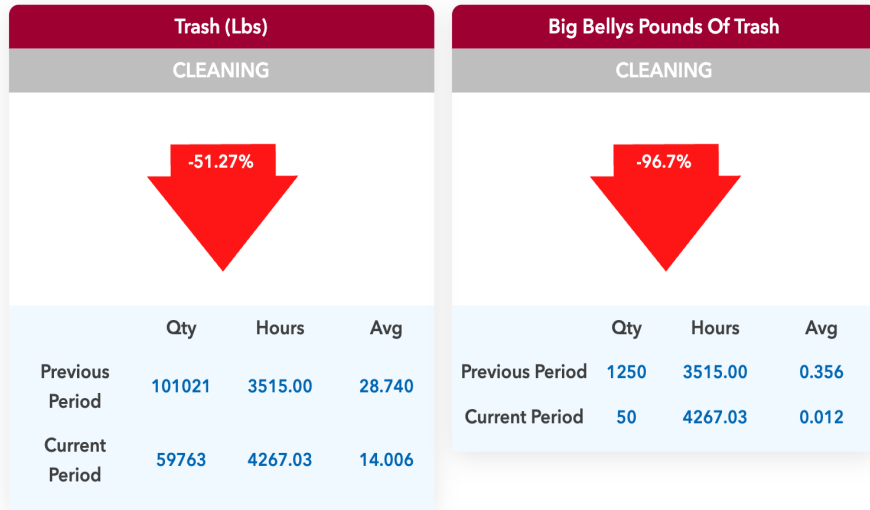 Trash (Lbs)
CLEANING
-51.27%
Qty Hours Avg
Previous
Period
101021 3515.00 28.740
Current
Period
59763 4267.03 14.006
Big Bellys Pounds Of Trash
CLEANING
-96.7%
Qty Hours Avg
Previous Period 1250 3515.00 0.356
Current Period 50 4267.03 0.012